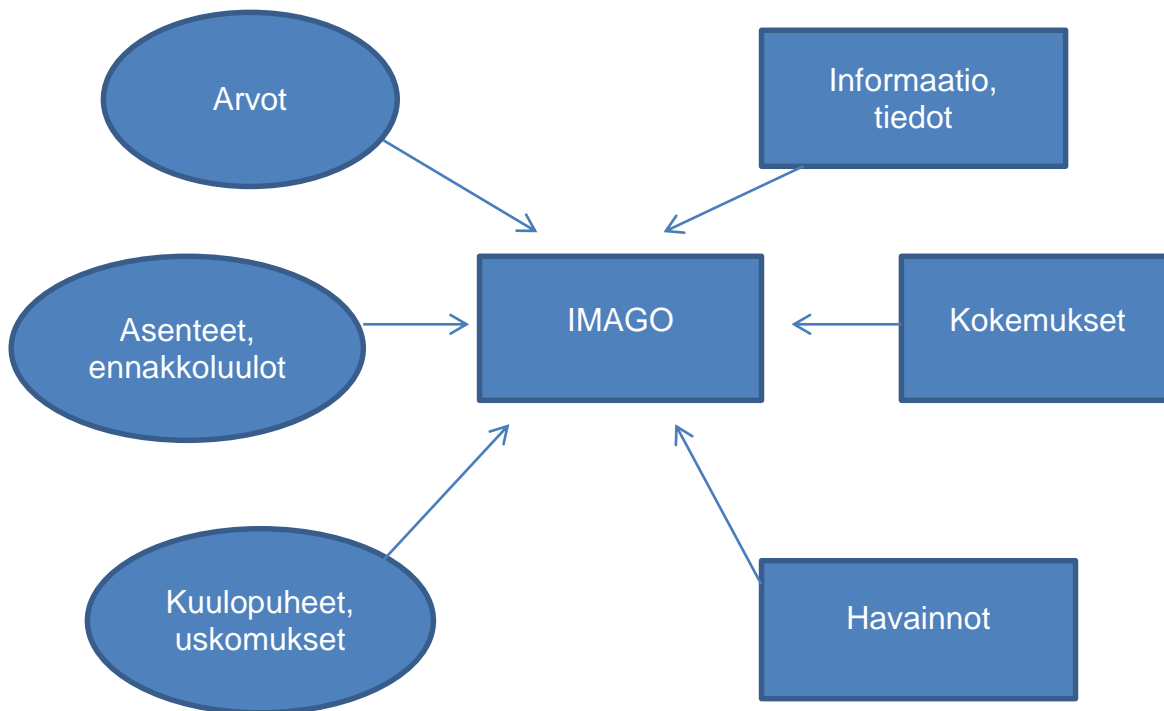 Arvot
Informaatio,
tiedot
Asenteet,
ennakkoluulot
IMAGO
Kokemukset
Kuulopuheet,
uskomukset
Havainnot